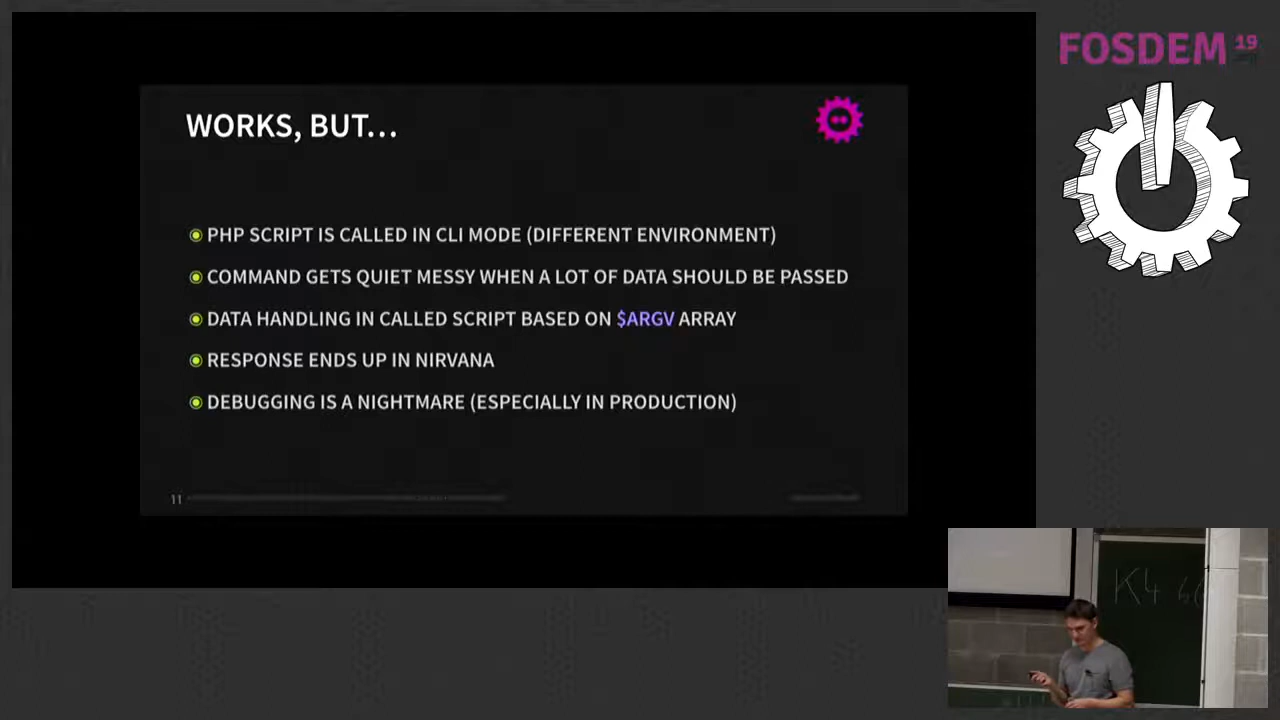 FOSDEM 19
WORKS, BUT...
PHP SCRIPT IS CALLED IN CLI MODE (DIFFERENT ENVIRONMENT)
COMMAND GETS QUIET MESSY WHEN A LOT OF DATA SHOULD BE PASSED
DATA HANDLING IN CALLED SCRIPT BASED ON $ARGV ARRAY
RESPONSE ENDS UP IN NIRVANA
DEBUGGING IS A NIGHTMARE (ESPECIALLY IN PRODUCTION)
11
K4